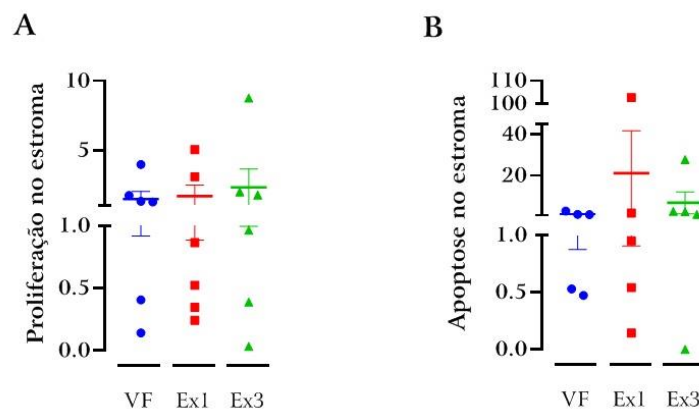 A
Proliferação no estroma
10
5
1.0
0.5
0.0
VF Ex1 Ex3
B
Apoptose no estroma
110
100
40
20
1.0
0.5
0.0
VF Ex1 Ex3